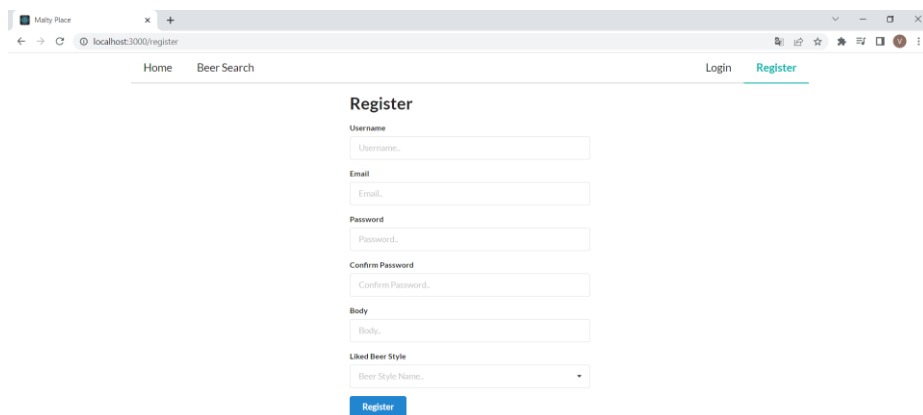 Malty Place
localhost:3000/register
V
Home Beer Search Login Register
Register
Username
Username..
Email
Email..
Password
Password..
Confirm Password
Confirm Password..
Body
Body..
Liked Beer Style
Beer Style Name..
Register